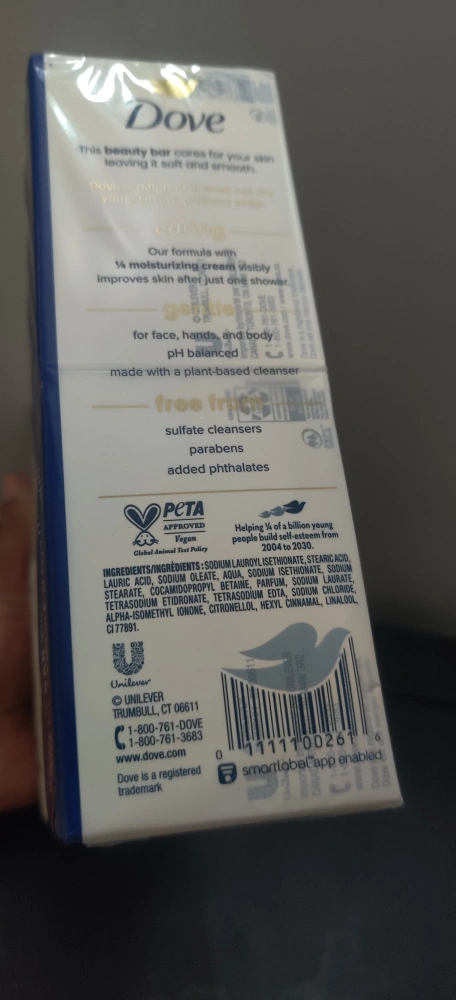 Dove
This beauty bar cares for your skin
leaving it soft and smooth.
caring
Our formula with
¼ moisturizing cream visibly
improves skin after just one shower.
gentle
for face, hands, and body
pH balanced
made with a plant-based cleanser
free from
sulfate cleansers
parabens
added phthalates
PETA
APPROVED
Vegan
Global Animal Test Policy
Helping ¼ of a billion young
people build self-esteem from
2004 to 2030.
INGREDIENTS/INGRÉDIENTS: SODIUM LAUROYL ISETHIONATE, STEARIC ACID,
LAURIC ACID, SODIUM OLEATE, AQUA, SODIUM ISETHIONATE, SODIUM
STEARATE, COCAMIDOPROPYL BETAINE, PARFUM, SODIUM LAURATE,
TETRASODIUM ETIDRONATE, TETRASODIUM EDTA, SODIUM CHLORIDE,
ALPHA-ISOMETHYL IONONE, CITRONELLOL, HEXYL CINNAMAL, LINALOOL,
CI 77891.
Unilever
© UNILEVER
TRUMBULL, CT 06611
1-800-761-DOVE
1-800-761-3683
www.dove.com
Dove is a registered
trademark
0 11111 00261 6
smartlabel™ app enabled